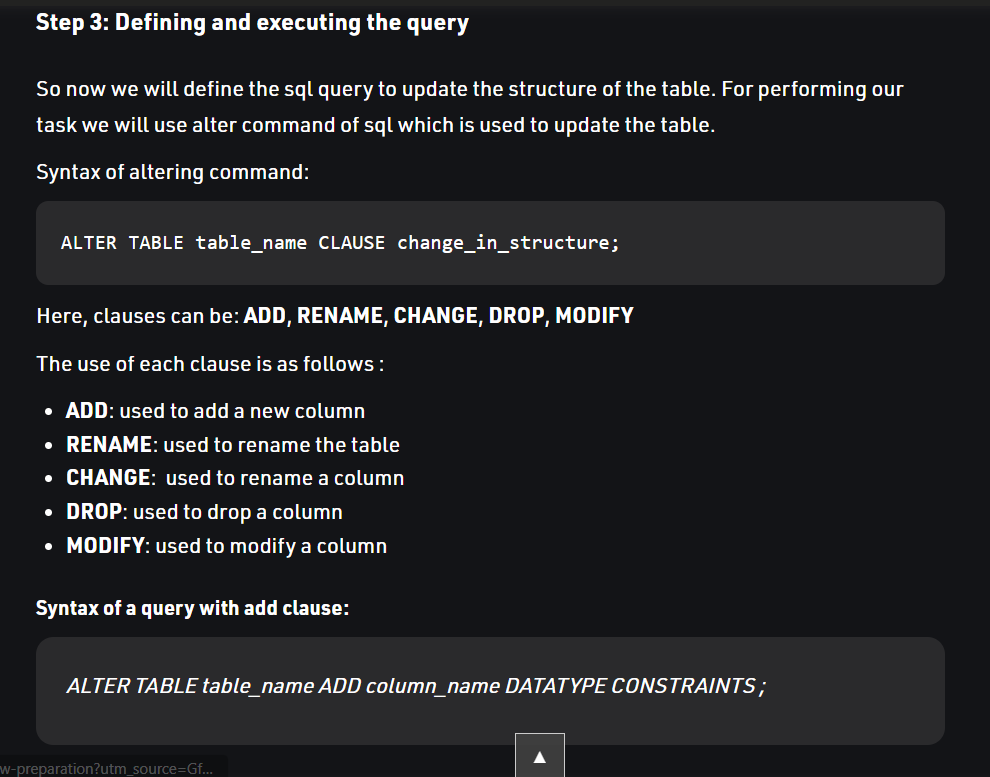 Step 3: Defining and executing the query
So now we will define the sql query to update the structure of the table. For performing our
task we will use alter command of sql which is used to update the table.
Syntax of altering command:
ALTER TABLE table_name CLAUSE change_in_structure;
Here, clauses can be: ADD, RENAME, CHANGE, DROP, MODIFY
The use of each clause is as follows :
• ADD: used to add a new column
• RENAME: used to rename the table
• CHANGE:  used to rename a column
• DROP: used to drop a column
• MODIFY: used to modify a column
Syntax of a query with add clause:
ALTER TABLE table_name ADD column_name DATATYPE CONSTRAINTS ;
▲
w-preparation?utm_source=Gf...